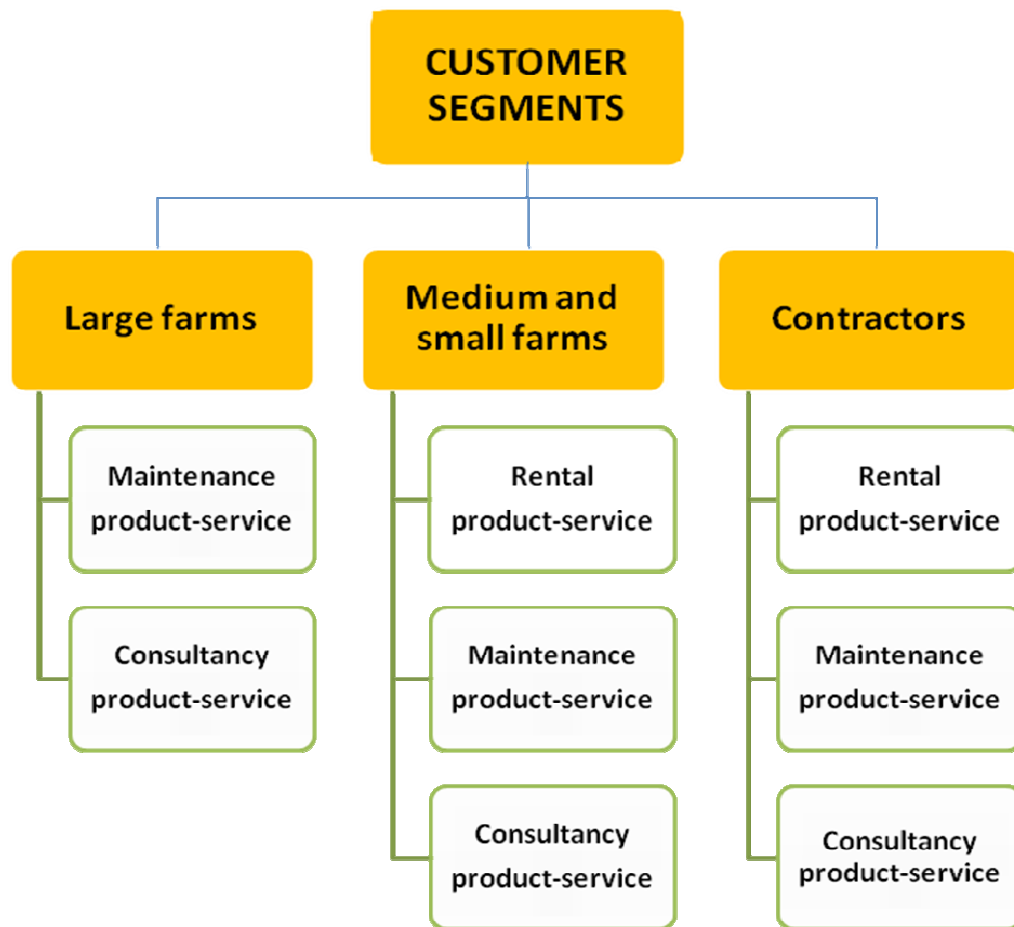 CUSTOMER
SEGMENTS
Large farms
Maintenance
product-service
Consultancy
product-service
Medium and
small farms
Rental
product-service
Maintenance
product-service
Consultancy
product-service
Contractors
Rental
product-service
Maintenance
product-service
Consultancy
product-service